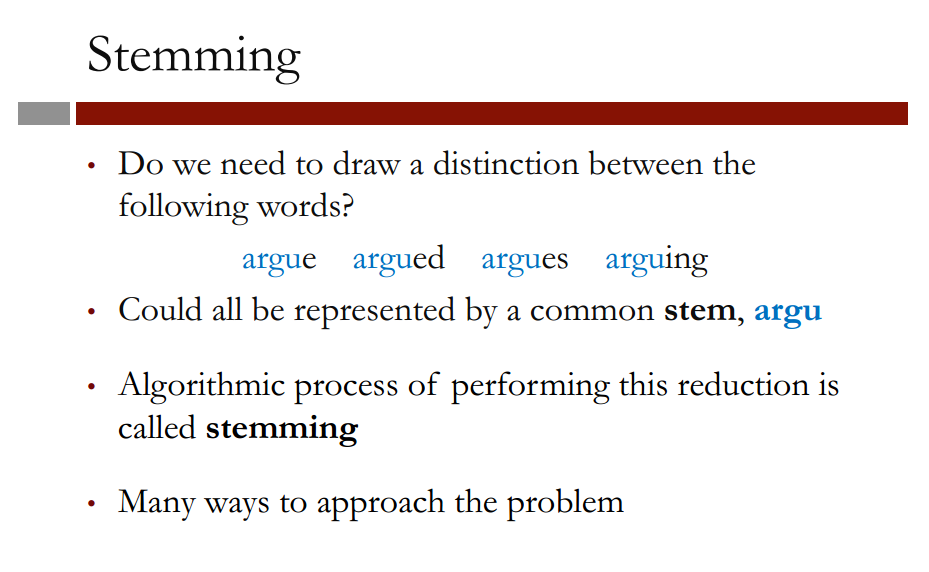 Stemming
• Do we need to draw a distinction between the
following words?
argue argued argues arguing
• Could all be represented by a common stem, argu
• Algorithmic process of performing this reduction is
called stemming
• Many ways to approach the problem